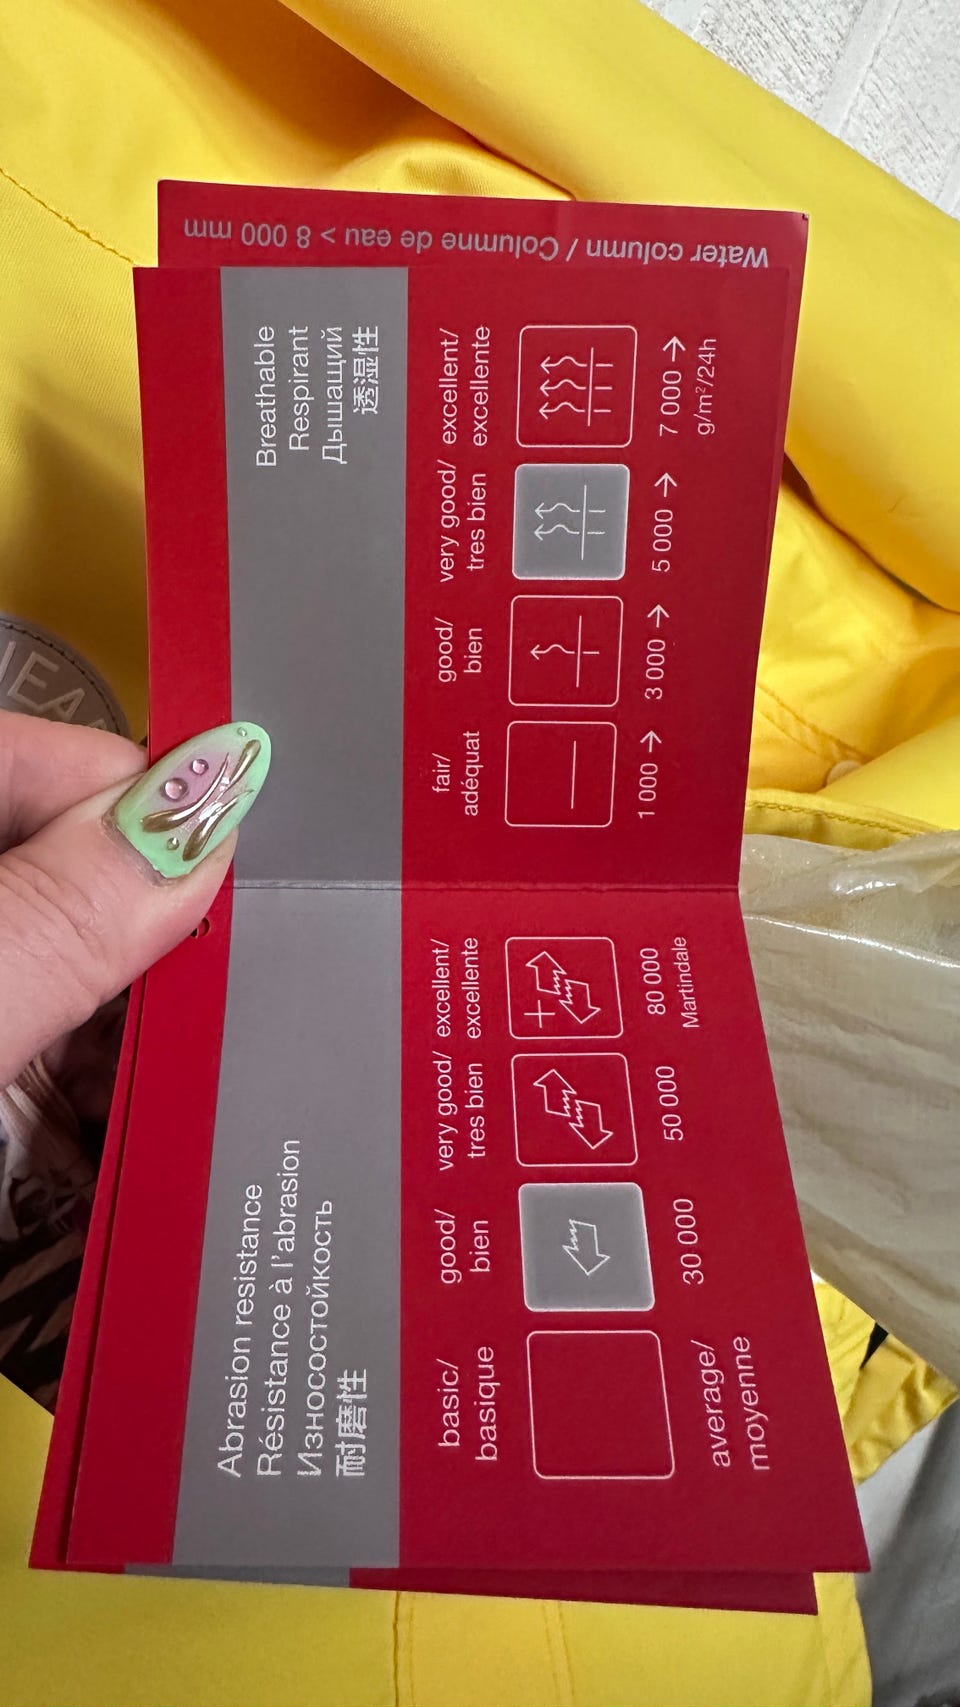 Water column / Columne de eau > 8 000 mm
Abrasion resistance
Résistance à l'abrasion
Износостойкость
耐磨性
basic/
basique
good/
bien
very good/
tres bien
excellent/
excellente
average/
moyenne
30 000
50 000
80 000
Martindale
Breathable
Respirant
Дышащий
透湿性
fair/
adéquat
good/
bien
very good/
tres bien
excellent/
excellente
1 000 →
3 000 →
5 000 →
7 000 →
g/m²/24h